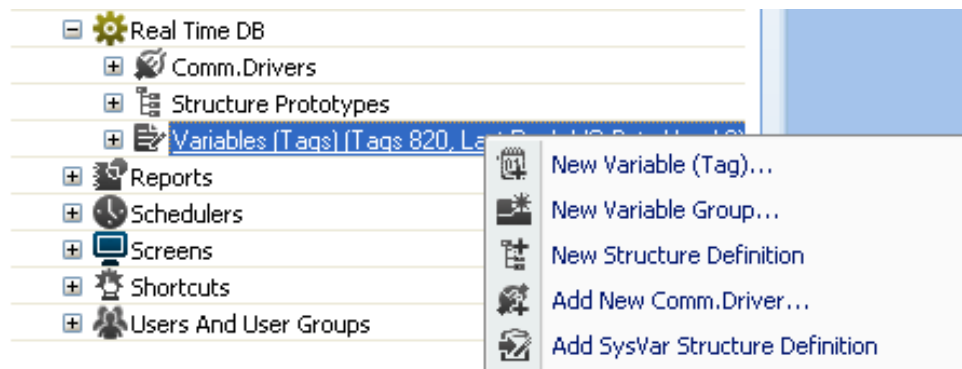 Real Time DB
Comm.Drivers
Structure Prototypes
Variables (Tags) (Tags 820,
Reports
Schedulers
Screens
Shortcuts
Users And User Groups
New Variable (Tag)...
New Variable Group...
New Structure Definition
Add New Comm.Driver...
Add SysVar Structure Definition